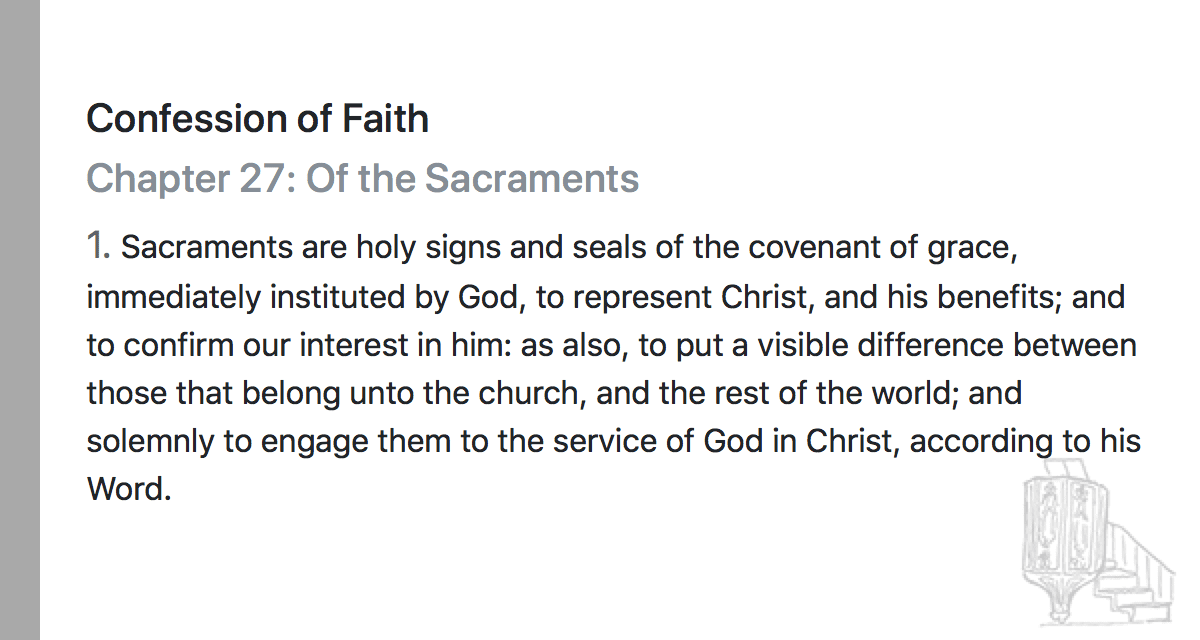 Confession of Faith
Chapter 27: Of the Sacraments
1. Sacraments are holy signs and seals of the covenant of grace,
immediately instituted by God, to represent Christ, and his benefits; and
to confirm our interest in him: as also, to put a visible difference between
those that belong unto the church, and the rest of the world; and
solemnly to engage them to the service of God in Christ, according to his
Word.